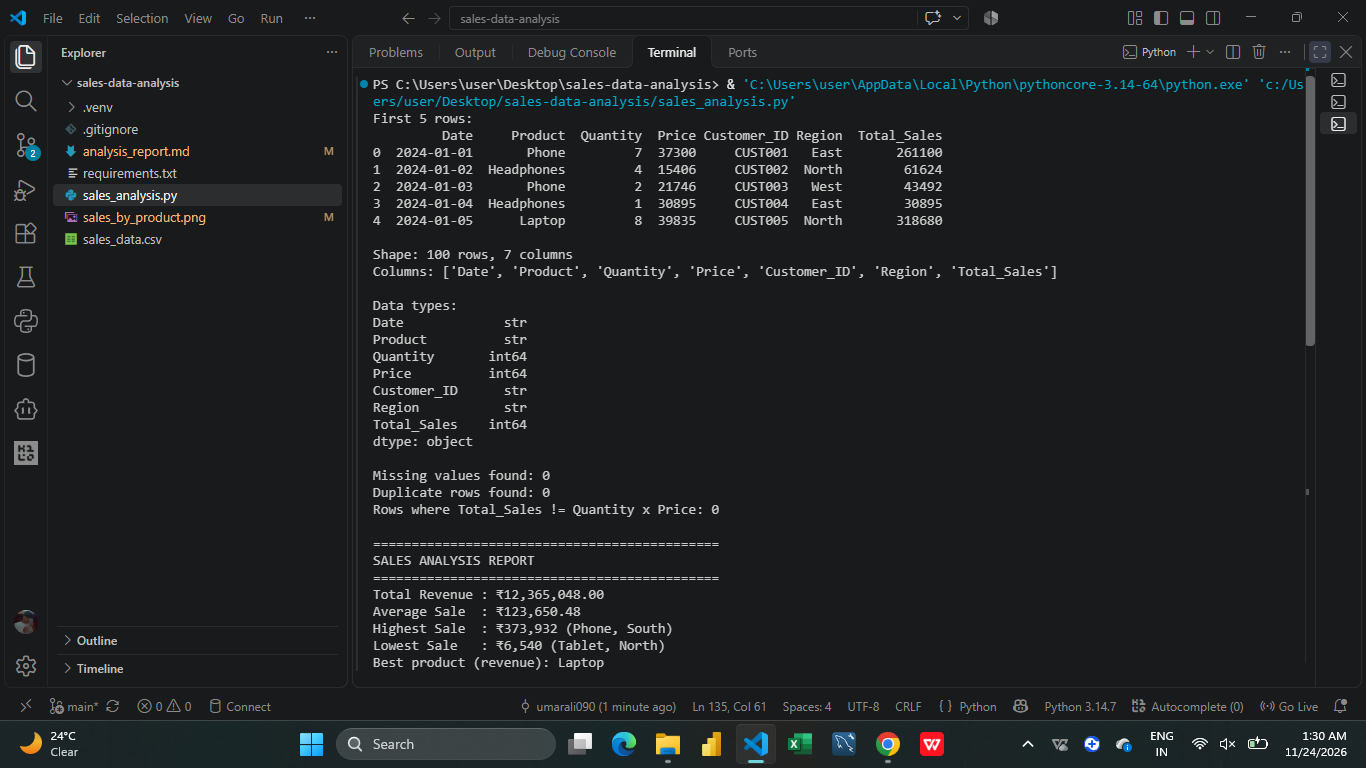 File Edit Selection View Go Run ···
sales-data-analysis
Explorer ···
sales-data-analysis
.venv
.gitignore
analysis_report.md M
requirements.txt
sales_analysis.py
sales_by_product.png M
sales_data.csv
2
Outline
Timeline
Problems Output Debug Console Terminal Ports
Python
PS C:\Users\user\Desktop\sales-data-analysis> & 'C:\Users\user\AppData\Local\Python\pythoncore-3.14-64\python.exe' 'c:/Us
ers/user/Desktop/sales-data-analysis/sales_analysis.py'
First 5 rows:
Date Product Quantity Price Customer_ID Region Total_Sales
0 2024-01-01 Phone 7 37300 CUST001 East 261100
1 2024-01-02 Headphones 4 15406 CUST002 North 61624
2 2024-01-03 Phone 2 21746 CUST003 West 43492
3 2024-01-04 Headphones 1 30895 CUST004 East 30895
4 2024-01-05 Laptop 8 39835 CUST005 North 318680
Shape: 100 rows, 7 columns
Columns: ['Date', 'Product', 'Quantity', 'Price', 'Customer_ID', 'Region', 'Total_Sales']
Data types:
Date str
Product str
Quantity int64
Price int64
Customer_ID str
Region str
Total_Sales int64
dtype: object
Missing values found: 0
Duplicate rows found: 0
Rows where Total_Sales != Quantity x Price: 0
=============================================
SALES ANALYSIS REPORT
=============================================
Total Revenue : ₹12,365,048.00
Average Sale : ₹123,650.48
Highest Sale : ₹373,932 (Phone, South)
Lowest Sale : ₹6,540 (Tablet, North)
Best product (revenue): Laptop
main* 0 0 Connect umarali090 (1 minute ago) Ln 135, Col 61 Spaces: 4 UTF-8 CRLF { } Python Python 3.14.7 Autocomplete (0) Go Live
24°C
Clear
Search
ENG
IN
1:30 AM
11/24/2026